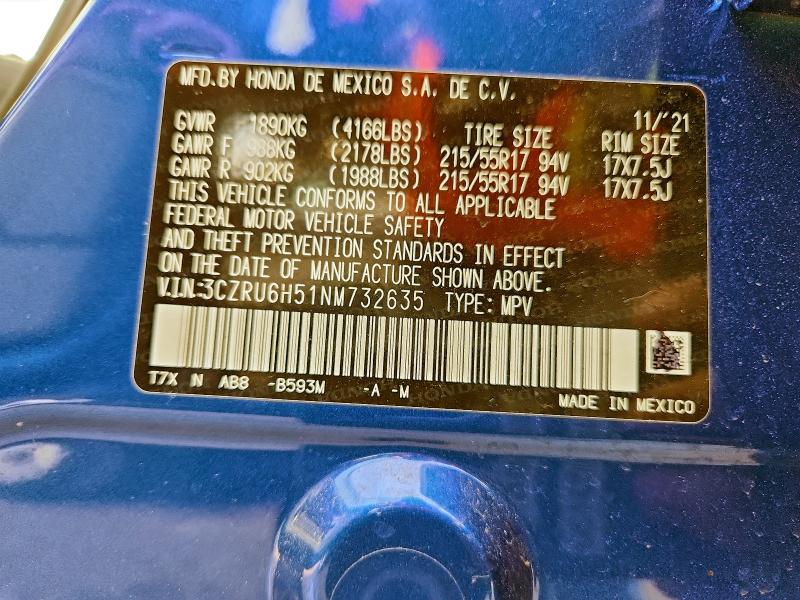 MFD. BY HONDA DE MEXICO S.A. DE C.V.
11/'21
GVWR 1890KG (4166LBS) TIRE SIZE RIM SIZE
GAWR F 988KG (2178LBS) 215/55R17 94V 17X7.5J
GAWR R 902KG (1988LBS) 215/55R17 94V 17X7.5J
THIS VEHICLE CONFORMS TO ALL APPLICABLE
FEDERAL MOTOR VEHICLE SAFETY
AND THEFT PREVENTION STANDARDS IN EFFECT
ON THE DATE OF MANUFACTURE SHOWN ABOVE.
V.I.N.:3CZRU6H51NM732635 TYPE: MPV
T7X N AB8 -B593M -A -M
MADE IN MEXICO